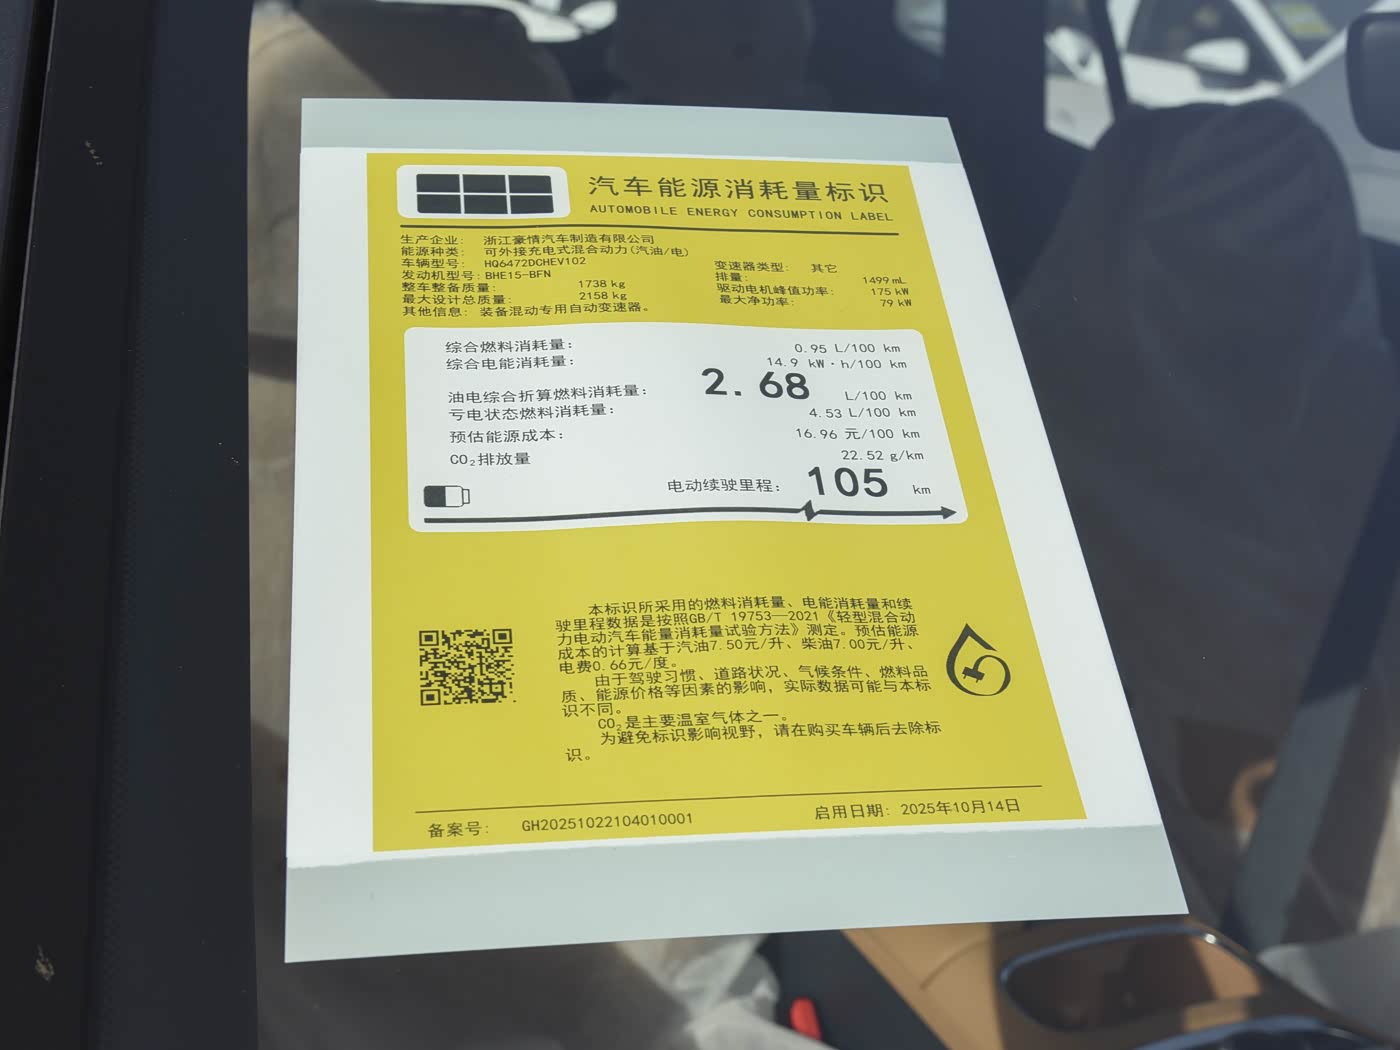 汽车能源消耗量标识
AUTOMOBILE ENERGY CONSUMPTION LABEL
生产企业: 浙江豪情汽车制造有限公司
能源种类: 可外接充电式混合动力(汽油/电)
车辆型号: HQ6472DCHEV102 变速器类型: 其它
发动机型号:BHE15-BFN 排量: 1499 mL
整车整备质量: 1738 kg 驱动电机峰值功率: 175 kW
最大设计总质量: 2158 kg 最大净功率: 79 kW
其他信息: 装备混动专用自动变速器。
综合燃料消耗量: 0.95 L/100 km
综合电能消耗量: 14.9 kW·h/100 km
油电综合折算燃料消耗量: 2.68 L/100 km
亏电状态燃料消耗量: 4.53 L/100 km
预估能源成本: 16.96 元/100 km
CO₂排放量 22.52 g/km
电动续驶里程: 105 km
本标识所采用的燃料消耗量、电能消耗量和续
驶里程数据是按照GB/T 19753—2021《轻型混合动
力电动汽车能量消耗量试验方法》测定。预估能源
成本的计算基于汽油7.50元/升、柴油7.00元/升、
电费0.66元/度。
由于驾驶习惯、道路状况、气候条件、燃料品
质、能源价格等因素的影响，实际数据可能与本标
识不同。
CO₂是主要温室气体之一。
为避免标识影响视野，请在购买车辆后去除标
识。
备案号: GH20251022104010001 启用日期: 2025年10月14日